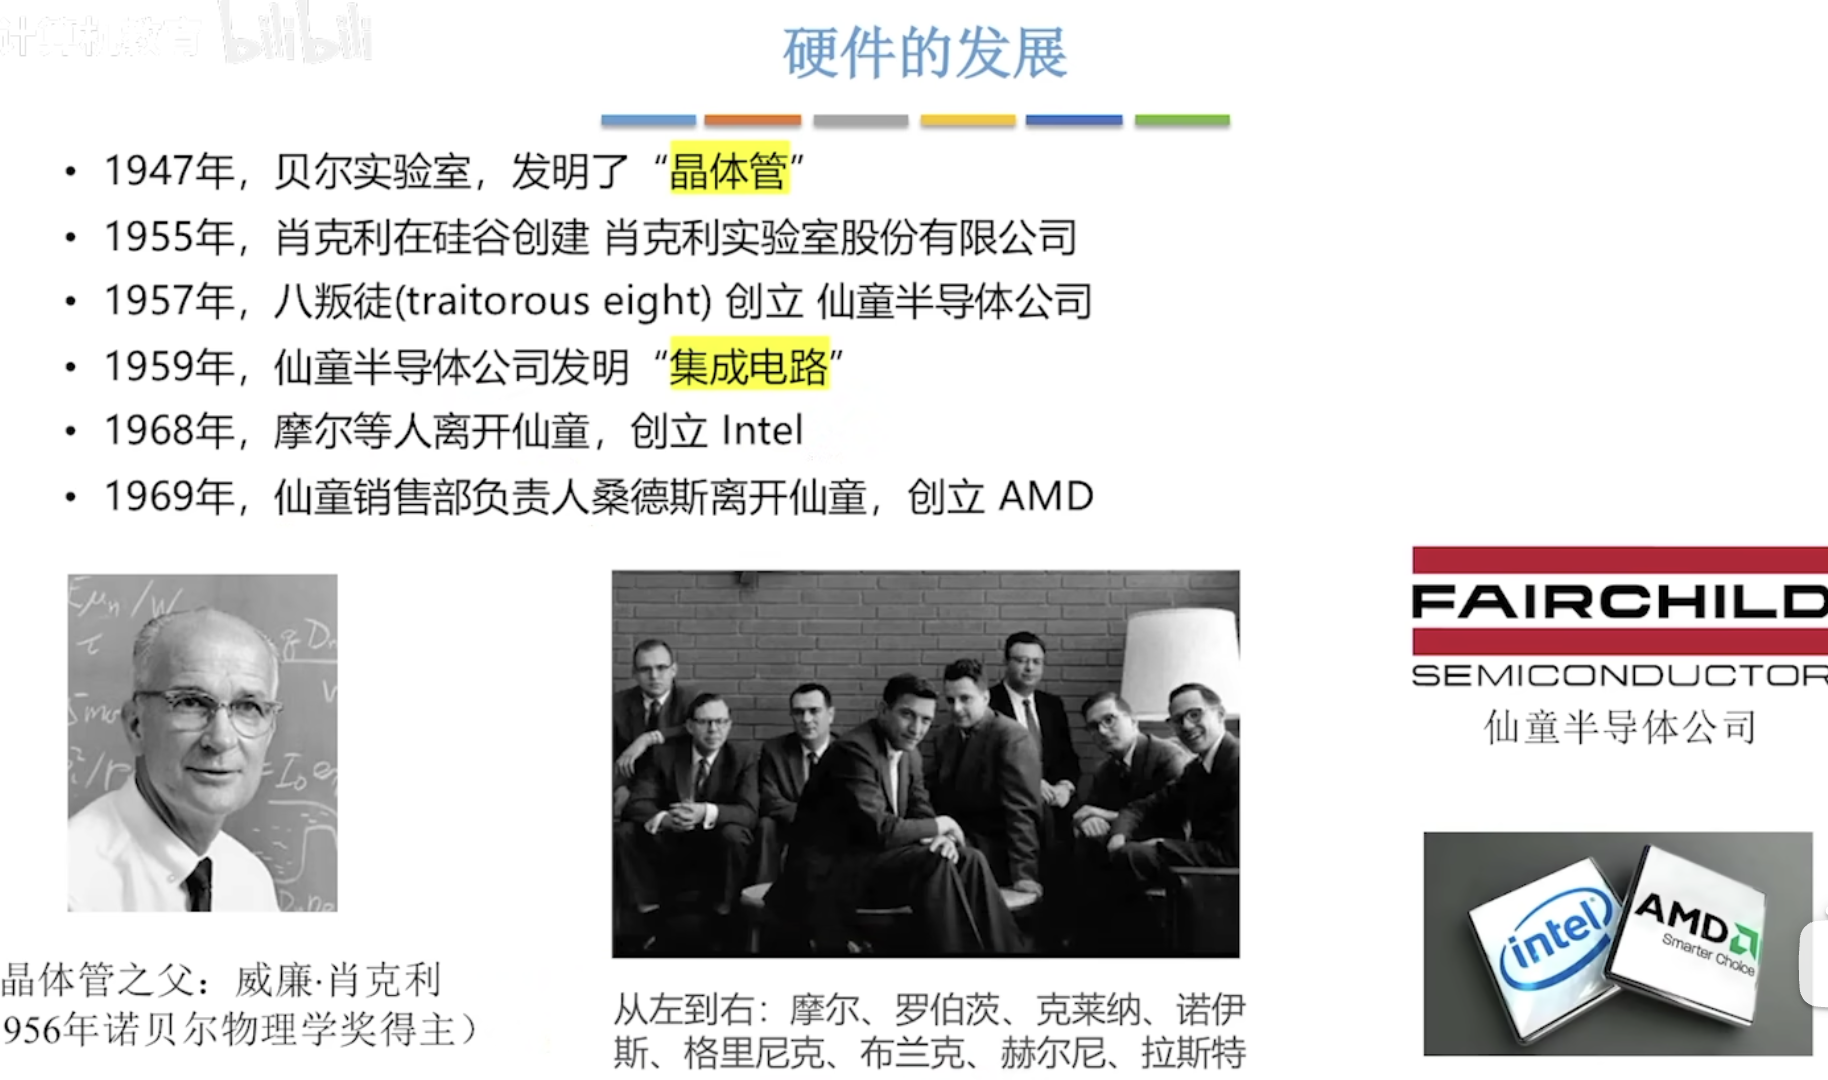 计算机教育 bilibili
硬件的发展
• 1947年，贝尔实验室，发明了“晶体管”
• 1955年，肖克利在硅谷创建 肖克利实验室股份有限公司
• 1957年，八叛徒(traitorous eight) 创立 仙童半导体公司
• 1959年，仙童半导体公司发明“集成电路”
• 1968年，摩尔等人离开仙童，创立 Intel
• 1969年，仙童销售部负责人桑德斯离开仙童，创立 AMD
FAIRCHILD
SEMICONDUCTOR
仙童半导体公司
intel
AMD
Smarter Choice
晶体管之父：威廉·肖克利
956年诺贝尔物理学奖得主）
从左到右：摩尔、罗伯茨、克莱纳、诺伊
斯、格里尼克、布兰克、赫尔尼、拉斯特